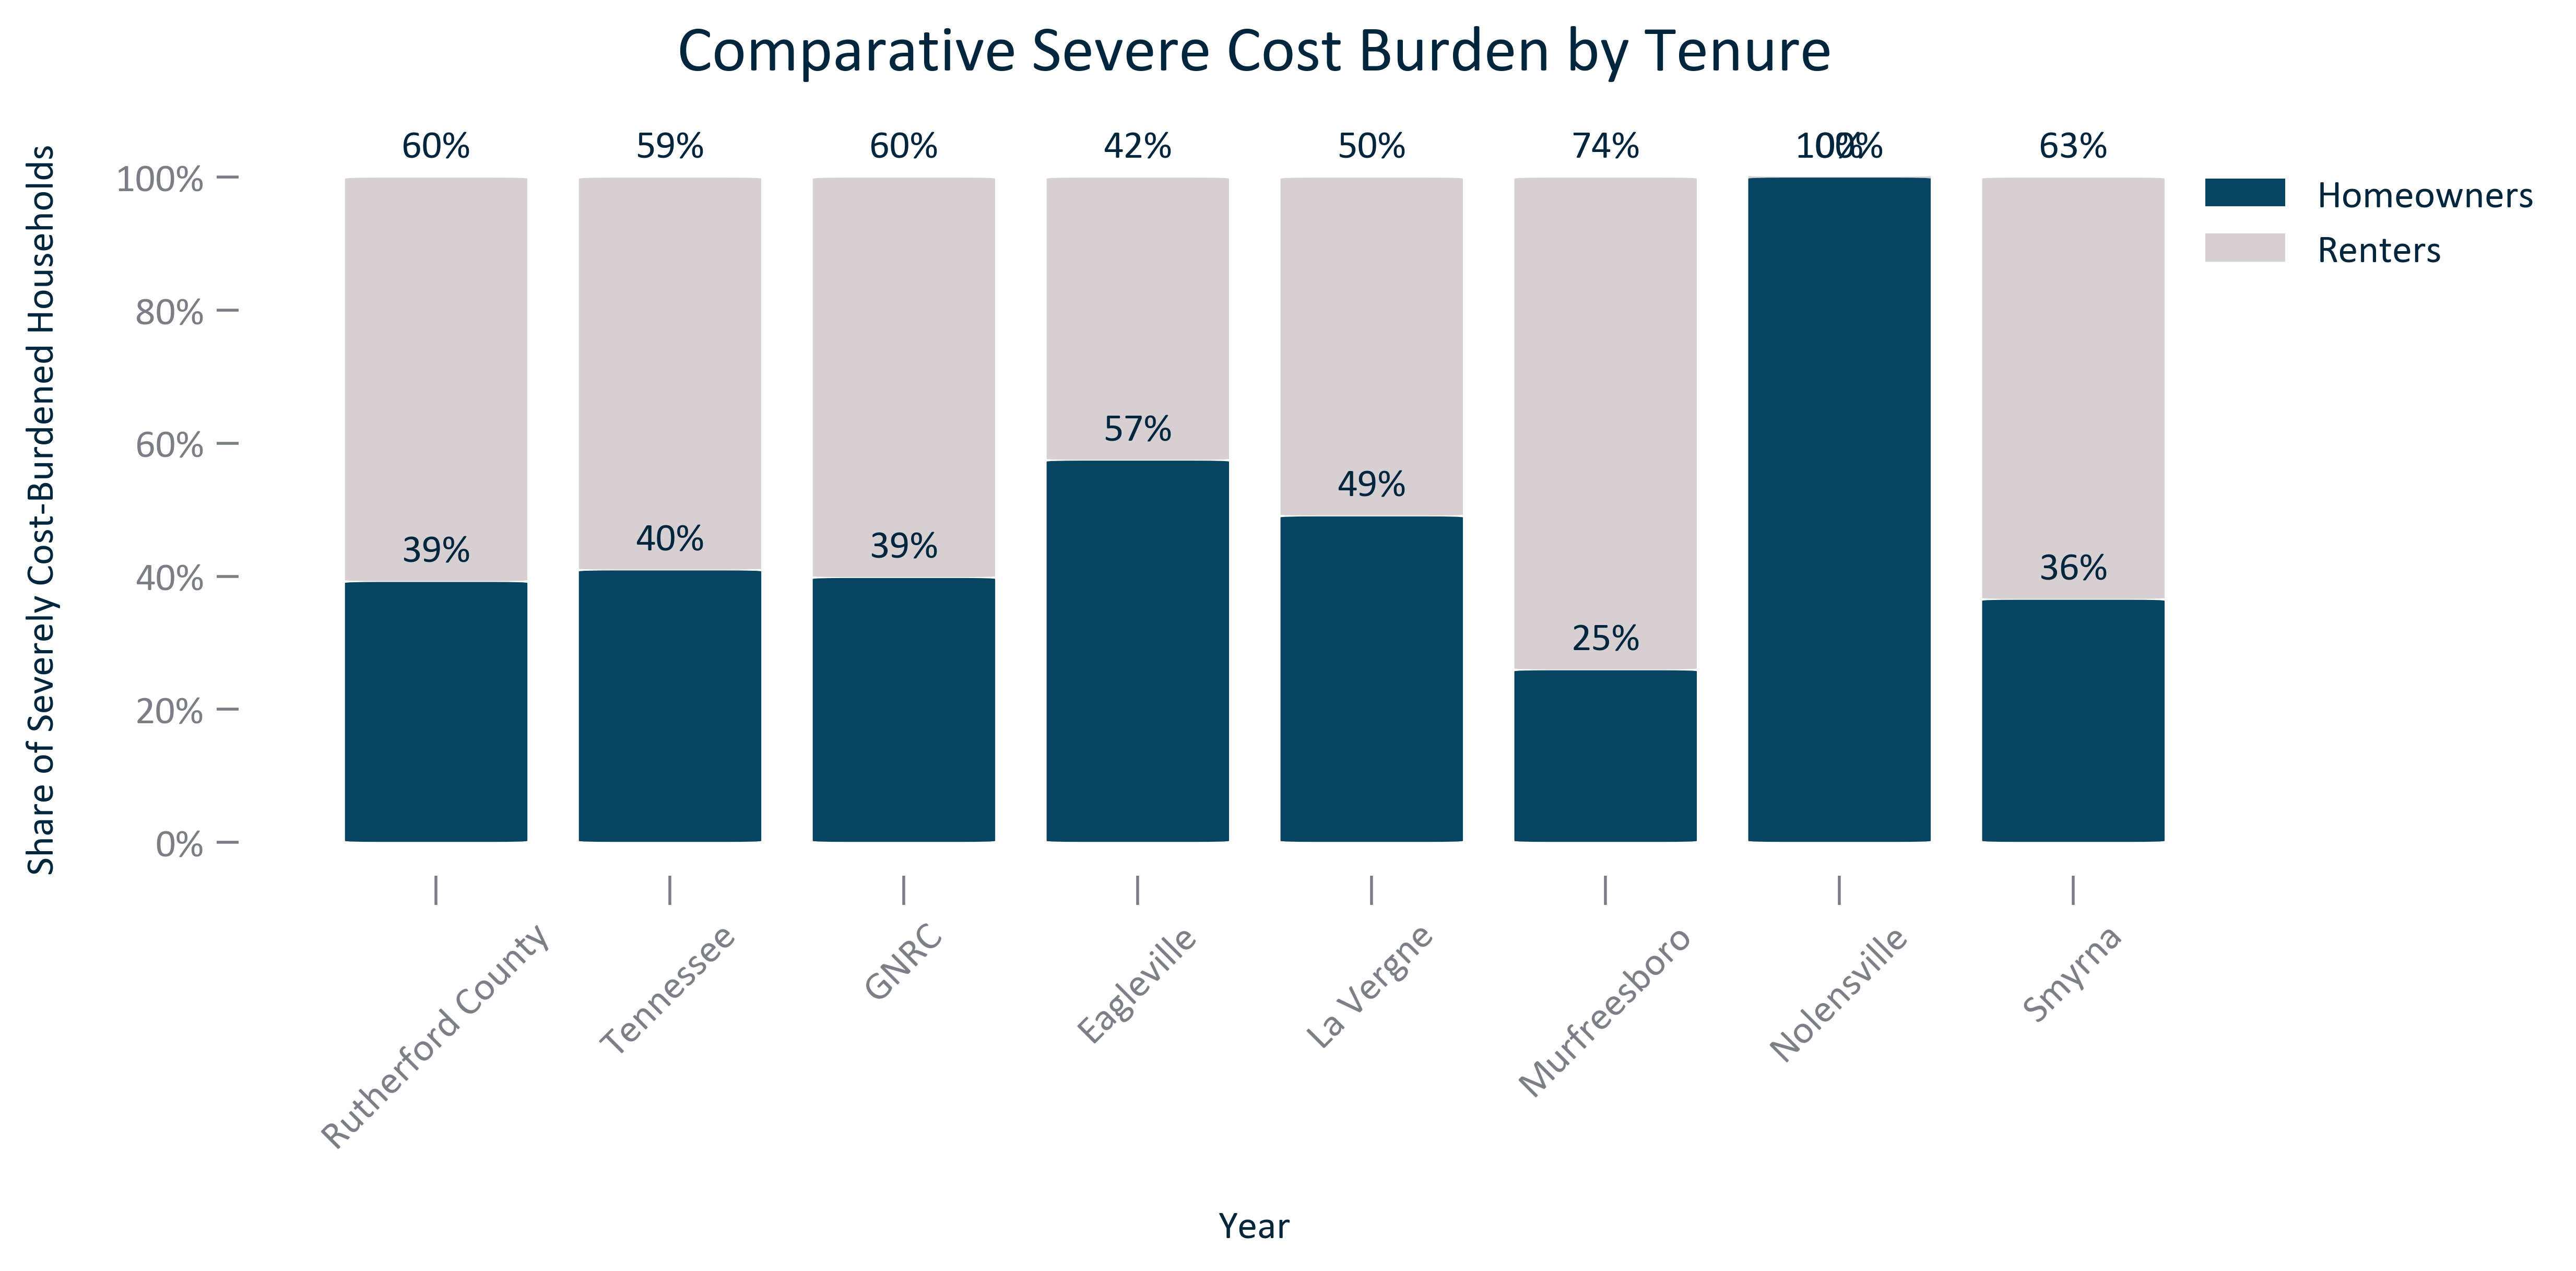 Comparative Severe Cost Burden by Tenure
60% 59% 60% 42% 50% 74% 100% 0% 63%
Homeowners
Renters
Share of Severely Cost-Burdened Households
100%
80%
60%
40%
20%
0%
39% 40% 39% 57% 49% 25% 36%
Rutherford County
Tennessee
GNRC
Eagleville
La Vergne
Murfreesboro
Nolensville
Smyrna
Year